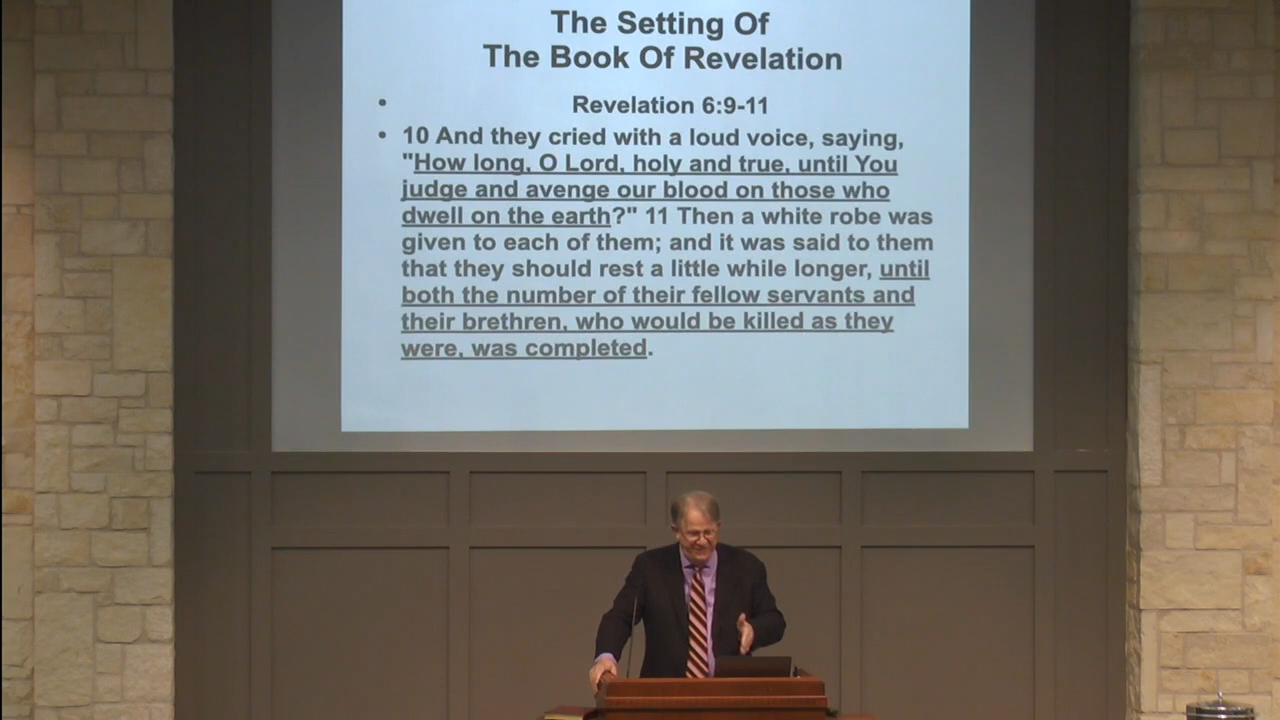 The Setting Of
The Book Of Revelation
• Revelation 6:9-11
• 10 And they cried with a loud voice, saying,
"How long, O Lord, holy and true, until You
judge and avenge our blood on those who
dwell on the earth?" 11 Then a white robe was
given to each of them; and it was said to them
that they should rest a little while longer, until
both the number of their fellow servants and
their brethren, who would be killed as they
were, was completed.